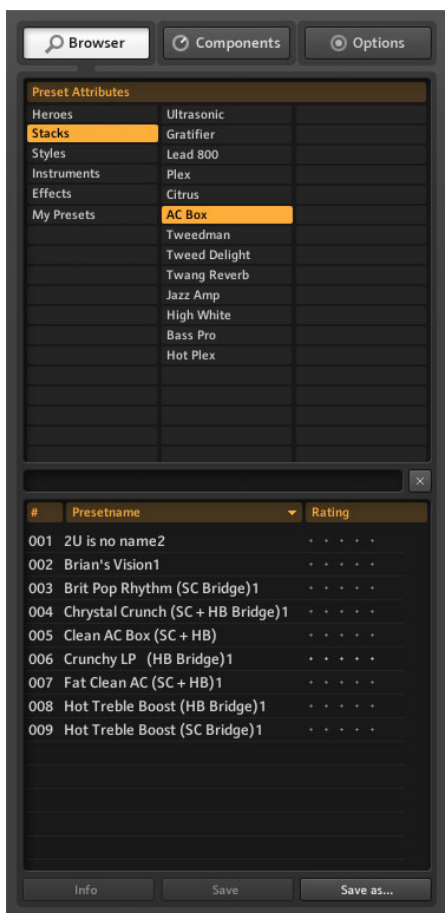 Browser Components Options
Preset Attributes
Heroes Ultrasonic
Stacks Gratifier
Styles Lead 800
Instruments Plex
Effects Citrus
My Presets AC Box
Tweedman
Tweed Delight
Twang Reverb
Jazz Amp
High White
Bass Pro
Hot Plex
# Presetname Rating
001 2U is no name2
002 Brian's Vision1
003 Brit Pop Rhythm (SC Bridge)1
004 Chrystal Crunch (SC + HB Bridge)1
005 Clean AC Box (SC + HB)
006 Crunchy LP (HB Bridge)1
007 Fat Clean AC (SC + HB)1
008 Hot Treble Boost (HB Bridge)1
009 Hot Treble Boost (SC Bridge)1
Info Save Save as...